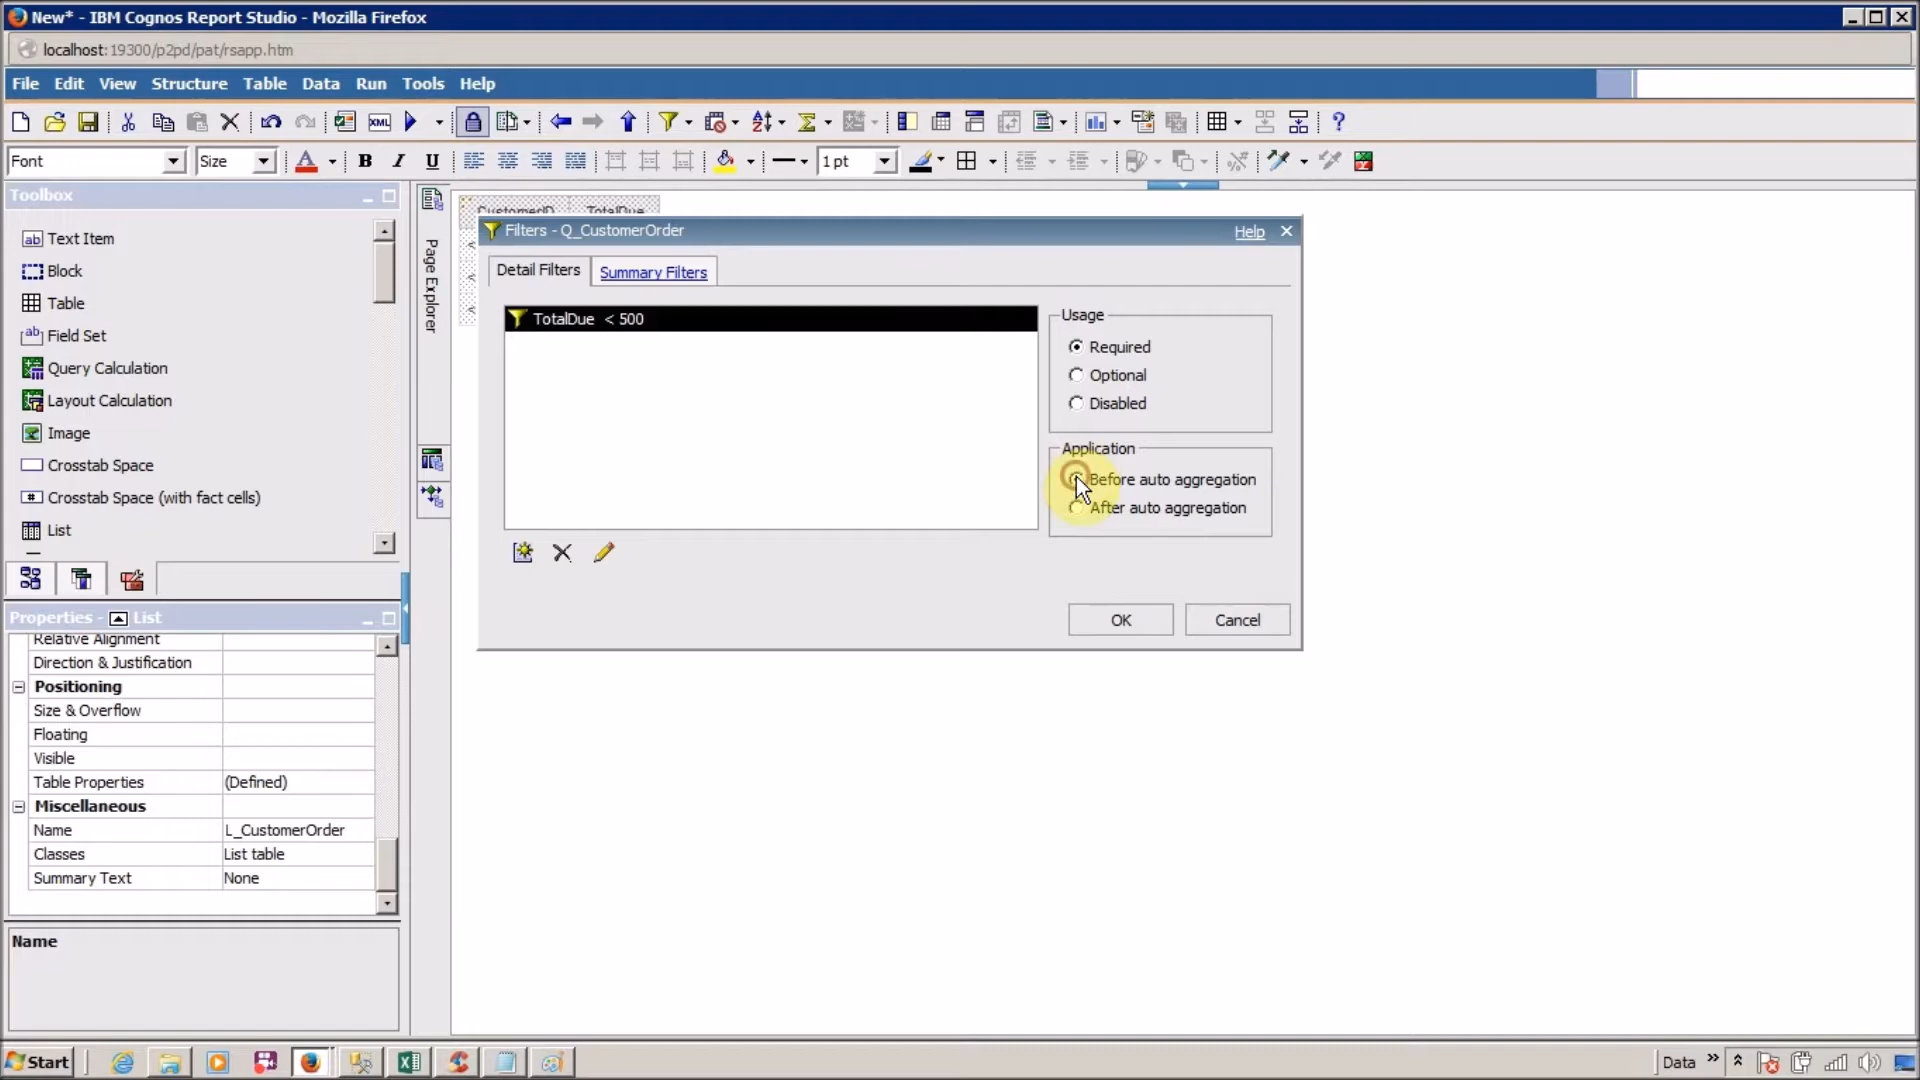 New* - IBM Cognos Report Studio - Mozilla Firefox
localhost:19300/p2pd/pat/rsapp.htm
File Edit View Structure Table Data Run Tools Help
XML
Font Size A B I U 1 pt
Toolbox
Text Item
Block
Table
Field Set
Query Calculation
Layout Calculation
Image
Crosstab Space
Crosstab Space (with fact cells)
List
Page Explorer
CustomerID TotalDue
Filters - Q_CustomerOrder Help
Detail Filters Summary Filters
TotalDue < 500
Usage
Required
Optional
Disabled
Application
Before auto aggregation
After auto aggregation
OK Cancel
Properties - List
Relative Alignment
Direction & Justification
Positioning
Size & Overflow
Floating
Visible
Table Properties (Defined)
Miscellaneous
Name L_CustomerOrder
Classes List table
Summary Text None
Name
Start
Data